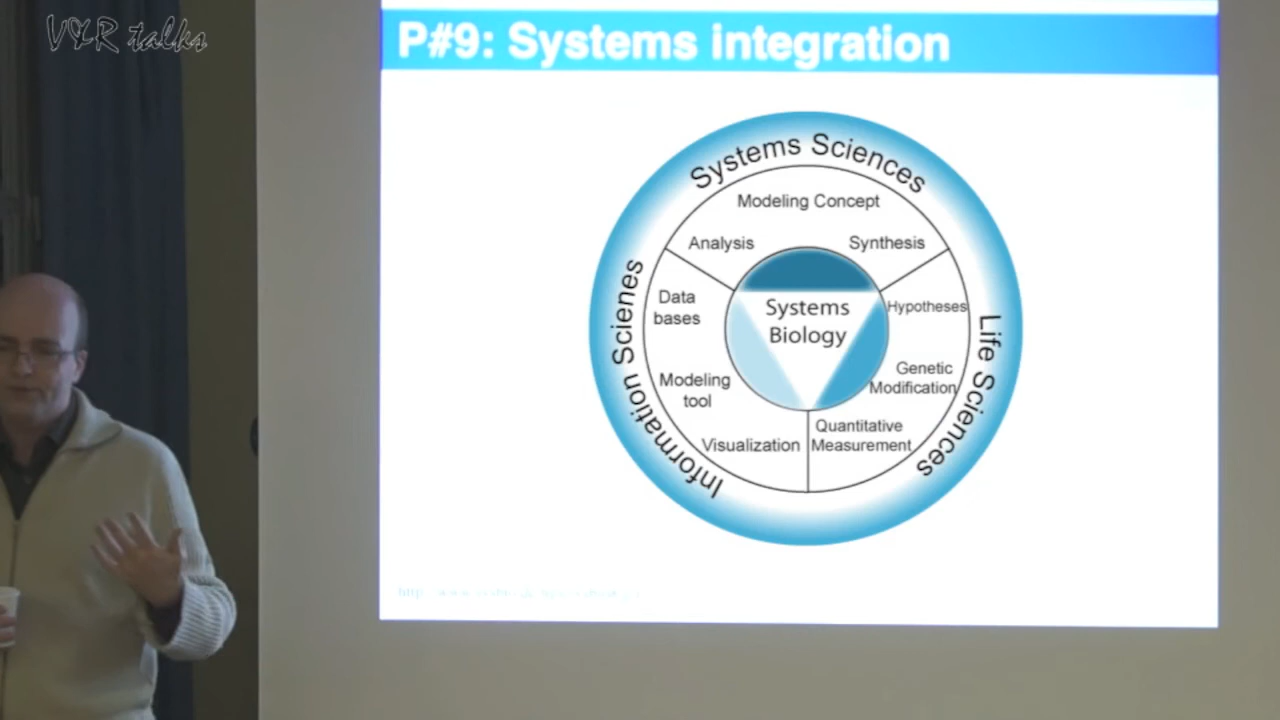 V4R talks
P#9: Systems integration
Systems Sciences
Modeling Concept
Analysis
Synthesis
Data
bases
Systems
Biology
Hypotheses
Information Scienes
Life Sciences
Genetic
Modification
Modeling
tool
Quantitative
Measurement
Visualization